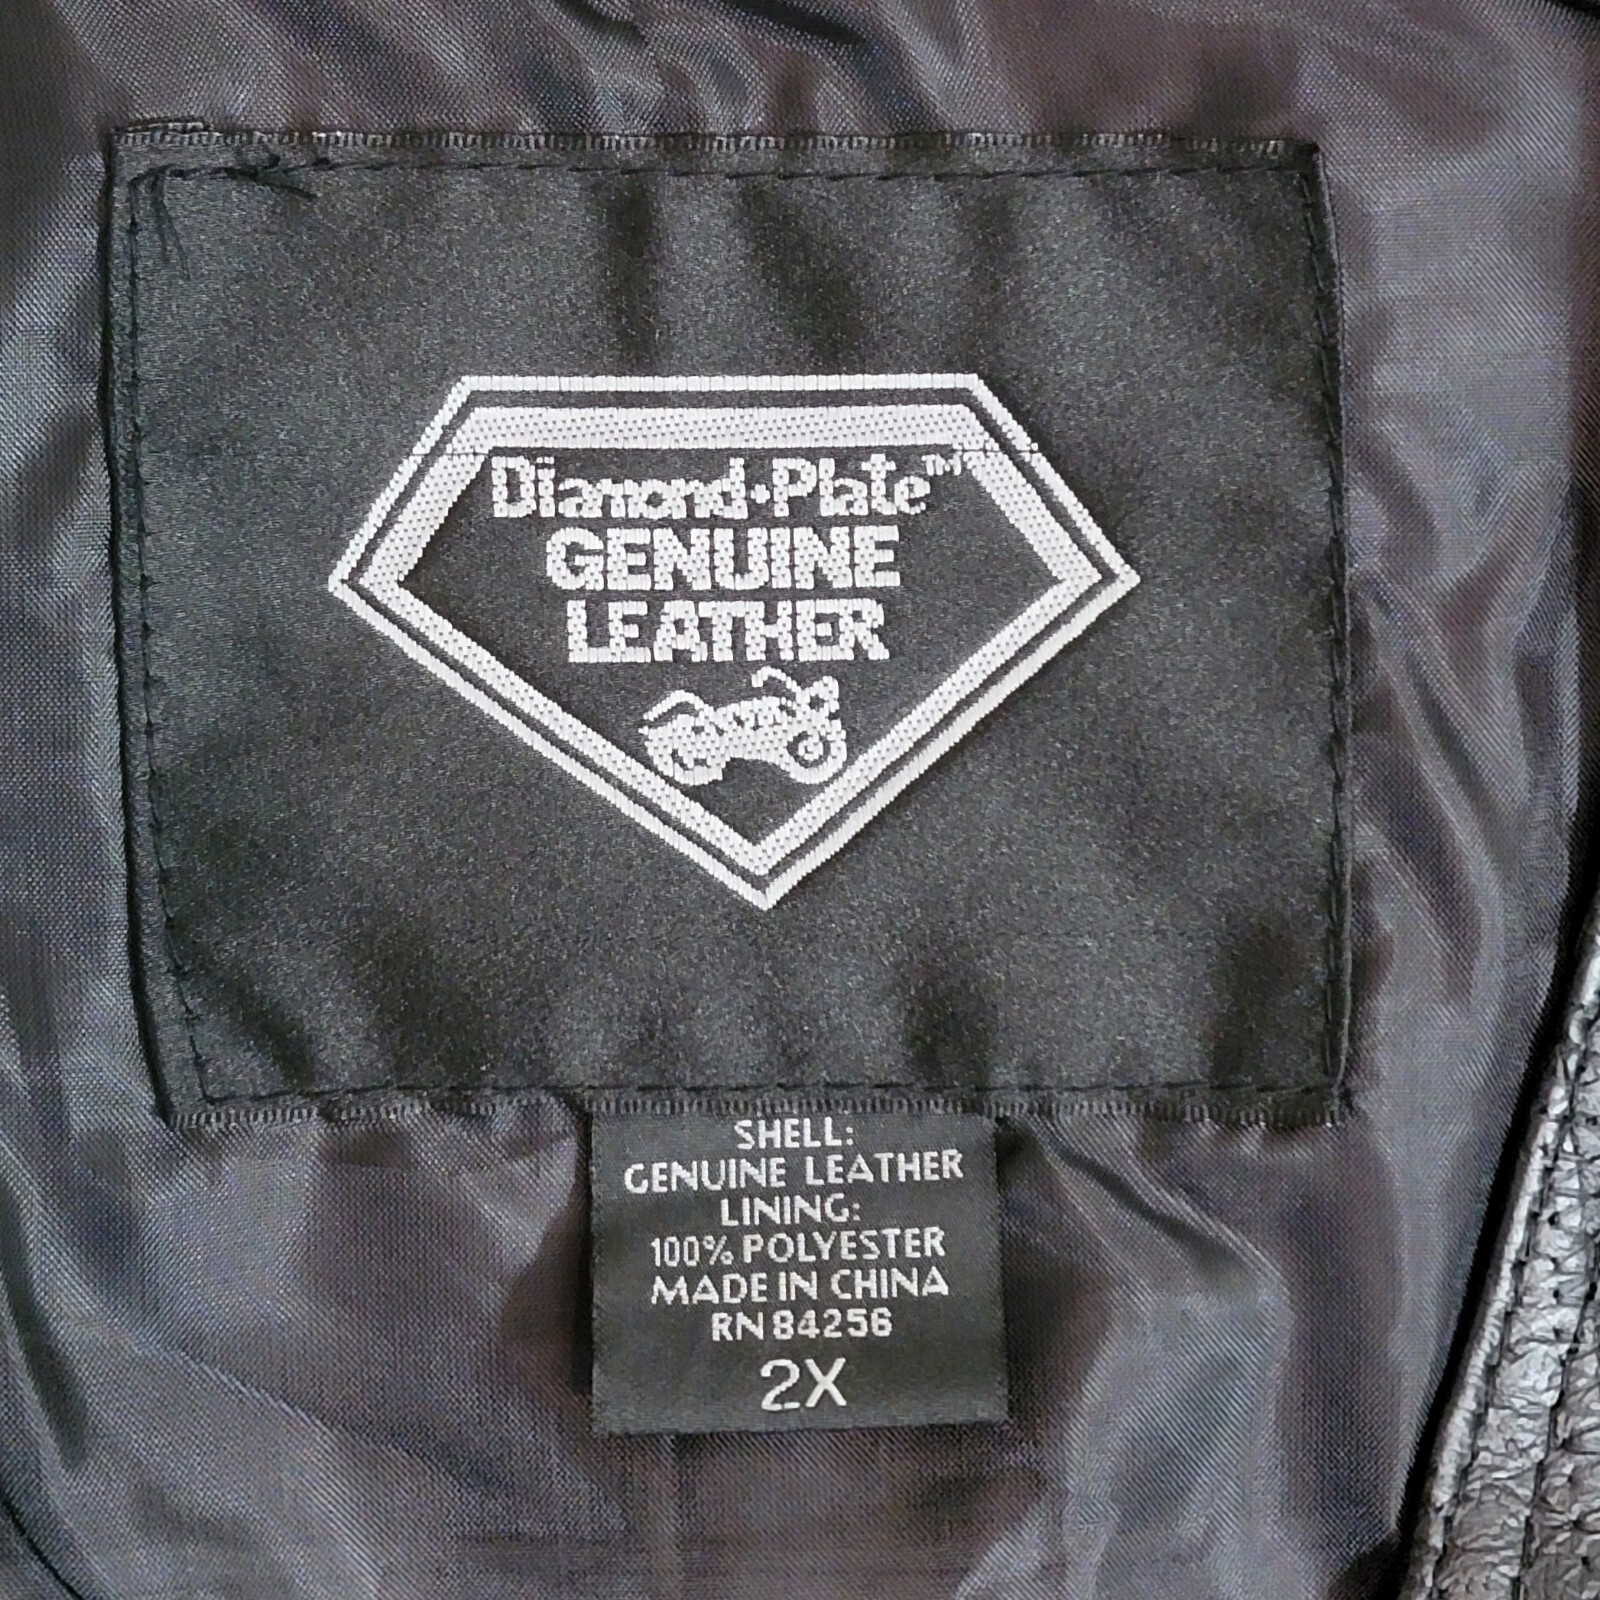 Diamond·Plate™
GENUINE
LEATHER
SHELL:
GENUINE LEATHER
LINING:
100% POLYESTER
MADE IN CHINA
RN 84256
2X